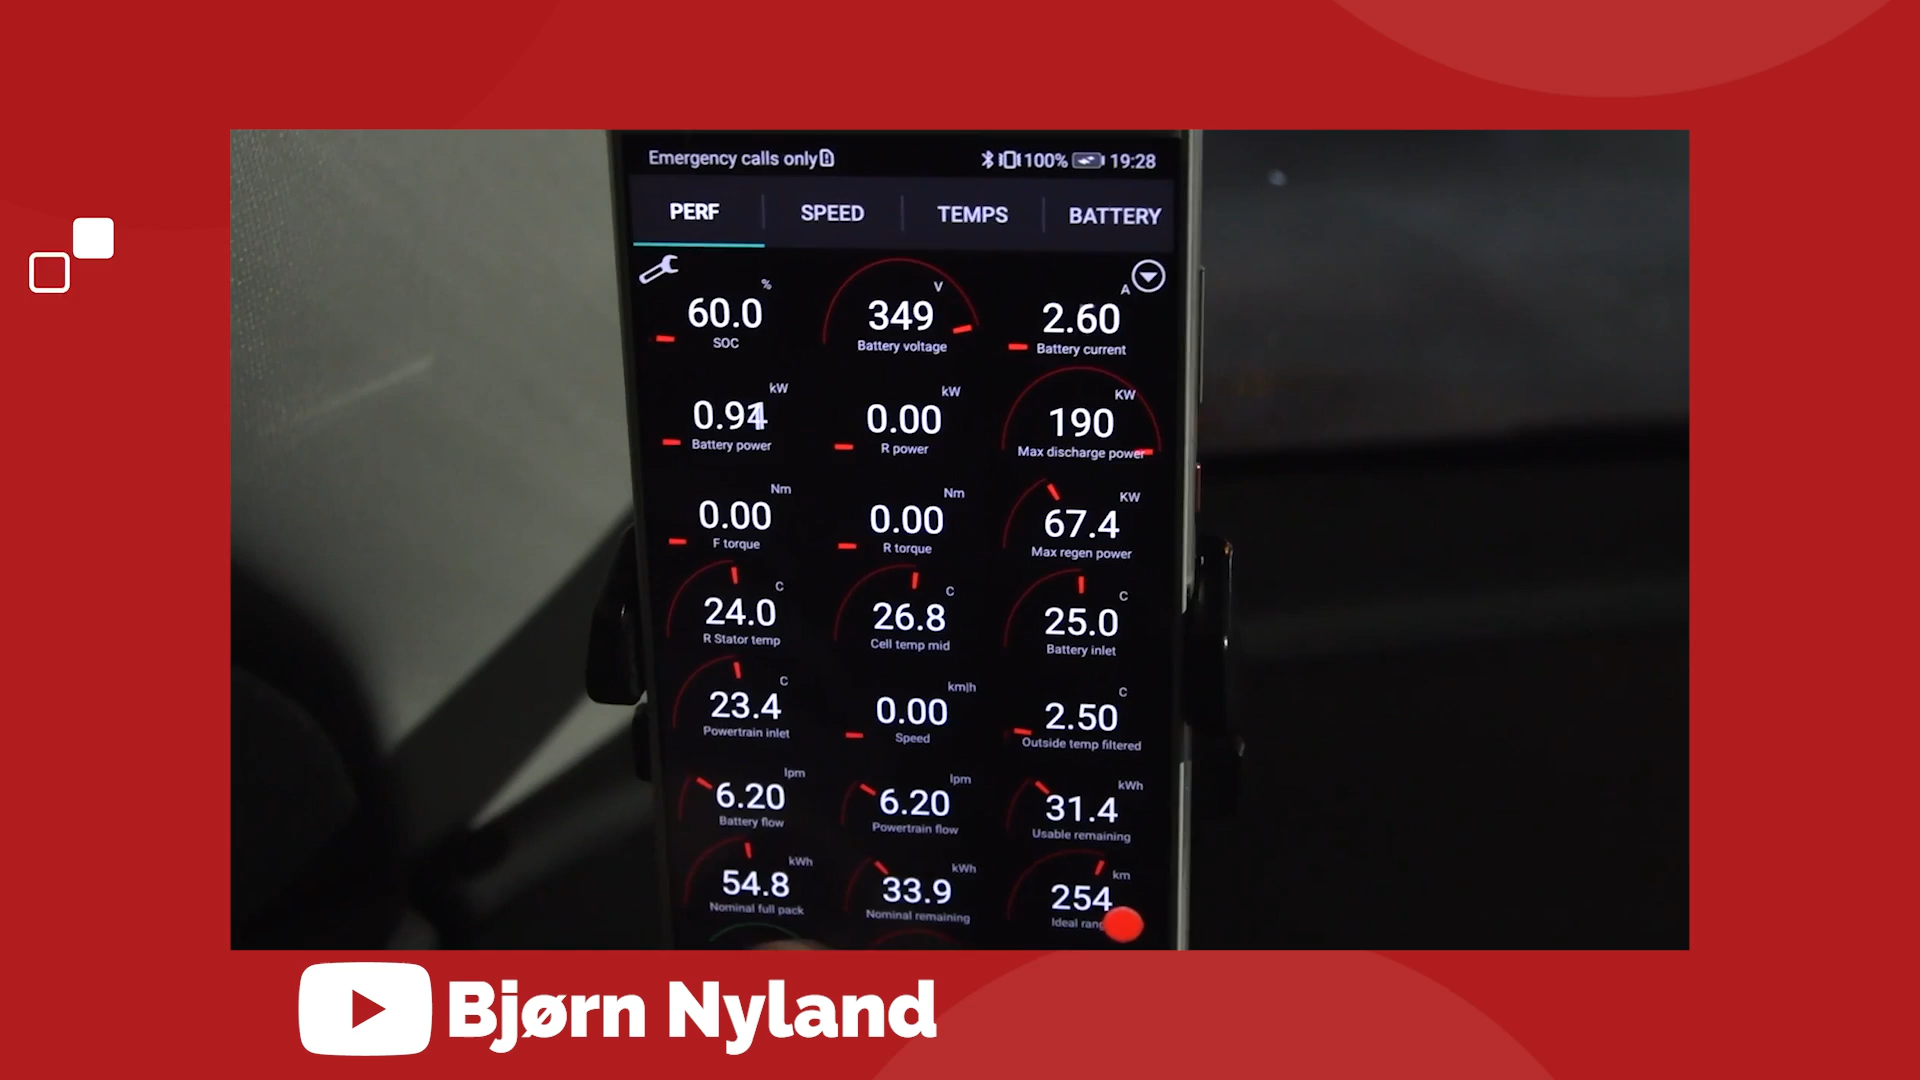 Emergency calls only 100% 19:28
PERF SPEED TEMPS BATTERY
% V A
60.0 349 2.60
SOC Battery voltage Battery current
kW kW KW
0.94 0.00 190
Battery power R power Max discharge power
Nm Nm KW
0.00 0.00 67.4
F torque R torque Max regen power
C C C
24.0 26.8 25.0
R Stator temp Cell temp mid Battery inlet
C km|h C
23.4 0.00 2.50
Powertrain inlet Speed Outside temp filtered
lpm lpm kWh
6.20 6.20 31.4
Battery flow Powertrain flow Usable remaining
kWh kWh km
54.8 33.9 254
Nominal full pack Nominal remaining Ideal
Bjørn Nyland